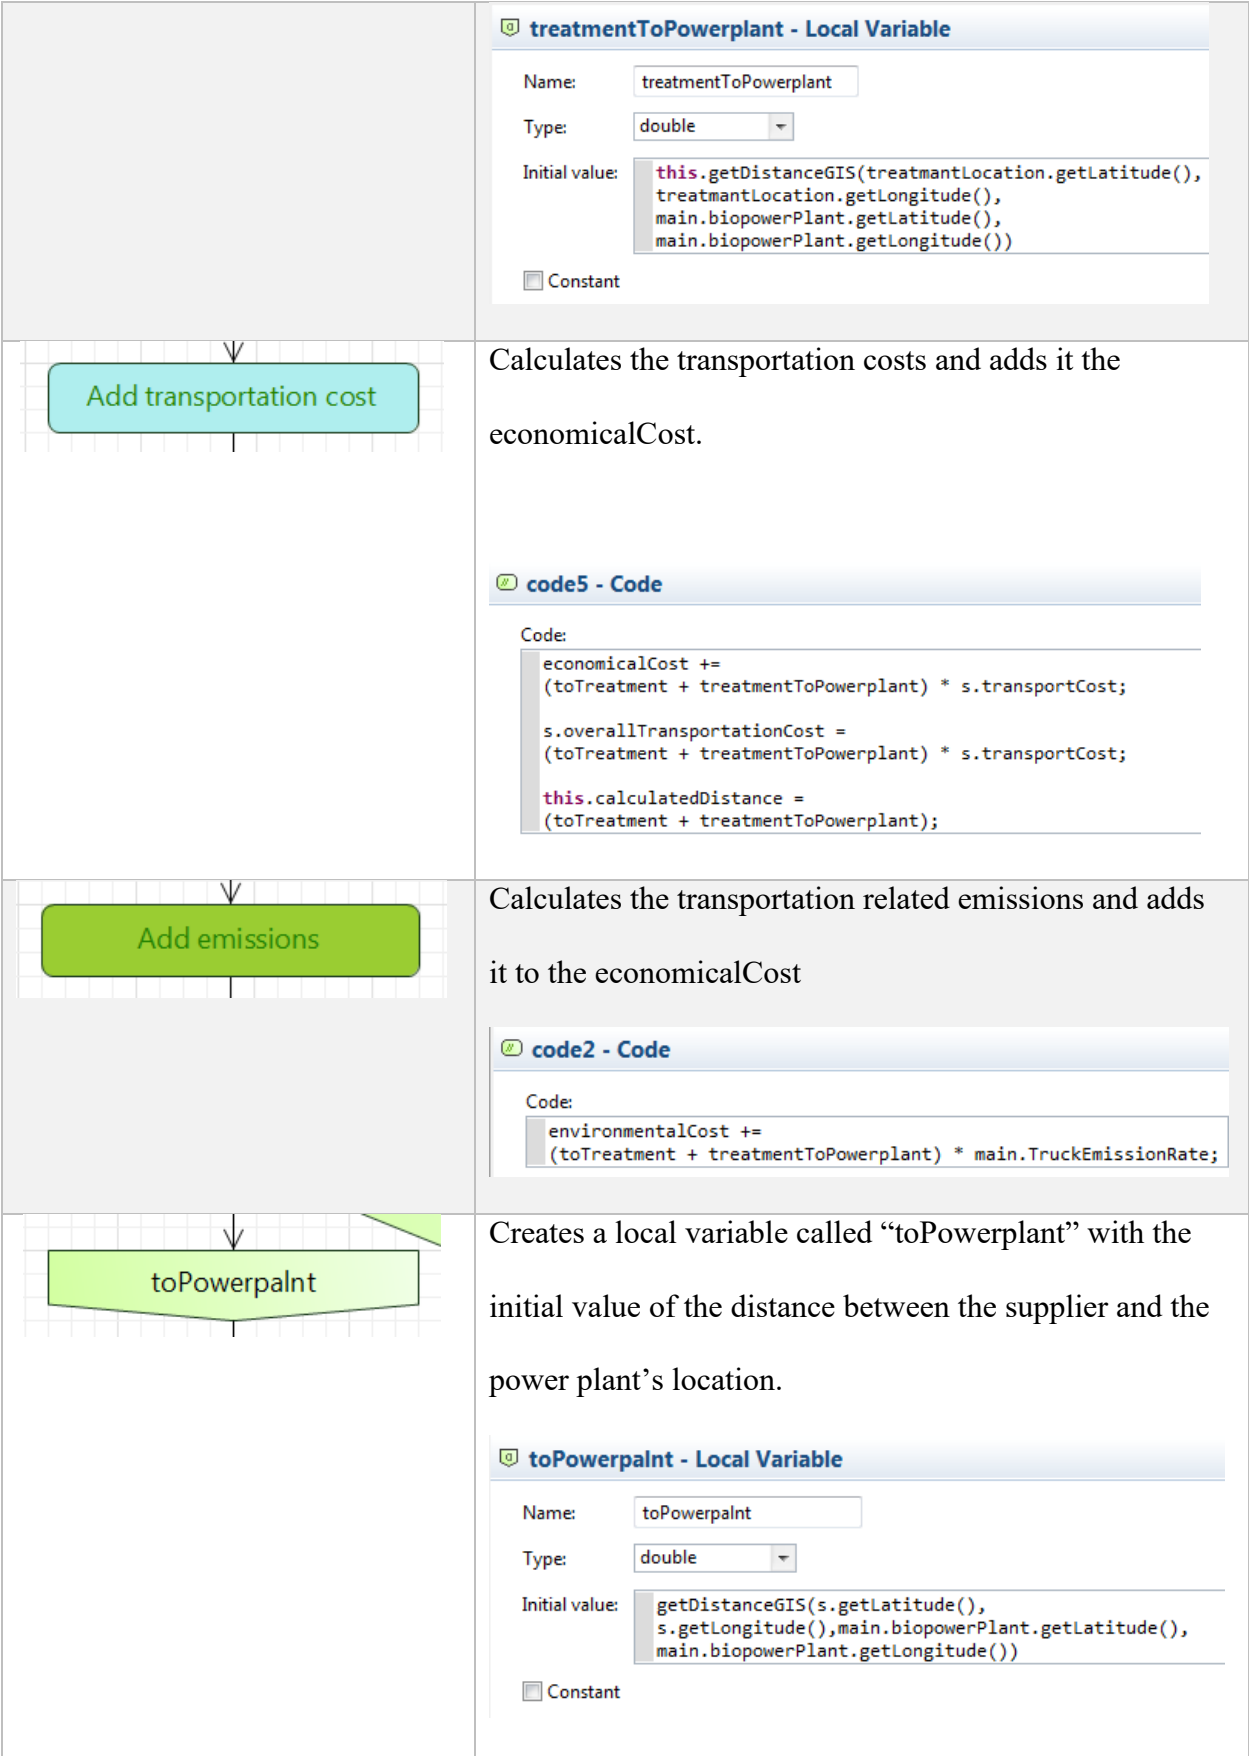 treatmentToPowerplant - Local Variable
Name: treatmentToPowerplant
Type: double
Initial value: this.getDistanceGIS(treatmantLocation.getLatitude(),
treatmantLocation.getLongitude(),
main.biopowerPlant.getLatitude(),
main.biopowerPlant.getLongitude())
Constant
Add transportation cost
Calculates the transportation costs and adds it the
economicalCost.
code5 - Code
Code:
economicalCost +=
(toTreatment + treatmentToPowerplant) * s.transportCost;
s.overallTransportationCost =
(toTreatment + treatmentToPowerplant) * s.transportCost;
this.calculatedDistance =
(toTreatment + treatmentToPowerplant);
Add emissions
Calculates the transportation related emissions and adds
it to the economicalCost
code2 - Code
Code:
environmentalCost +=
(toTreatment + treatmentToPowerplant) * main.TruckEmissionRate;
toPowerpalnt
Creates a local variable called “toPowerplant” with the
initial value of the distance between the supplier and the
power plant’s location.
toPowerpalnt - Local Variable
Name: toPowerpalnt
Type: double
Initial value: getDistanceGIS(s.getLatitude(),
s.getLongitude(),main.biopowerPlant.getLatitude(),
main.biopowerPlant.getLongitude())
Constant